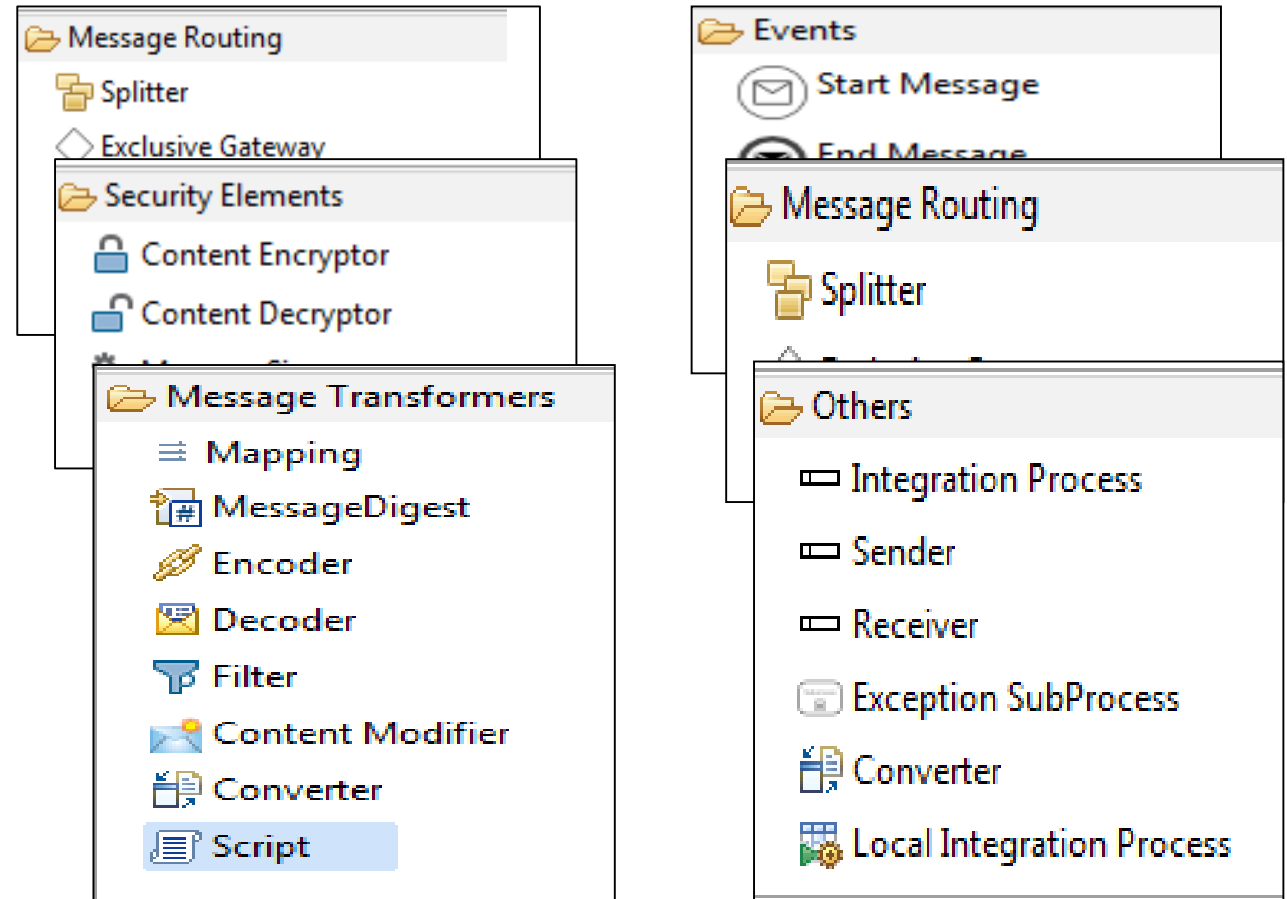 Message Routing
Splitter
Exclusive Gateway
Security Elements
Content Encryptor
Content Decryptor
Message Transformers
Mapping
MessageDigest
Encoder
Decoder
Filter
Content Modifier
Converter
Script
Events
Start Message
End Message
Message Routing
Splitter
Others
Integration Process
Sender
Receiver
Exception SubProcess
Converter
Local Integration Process